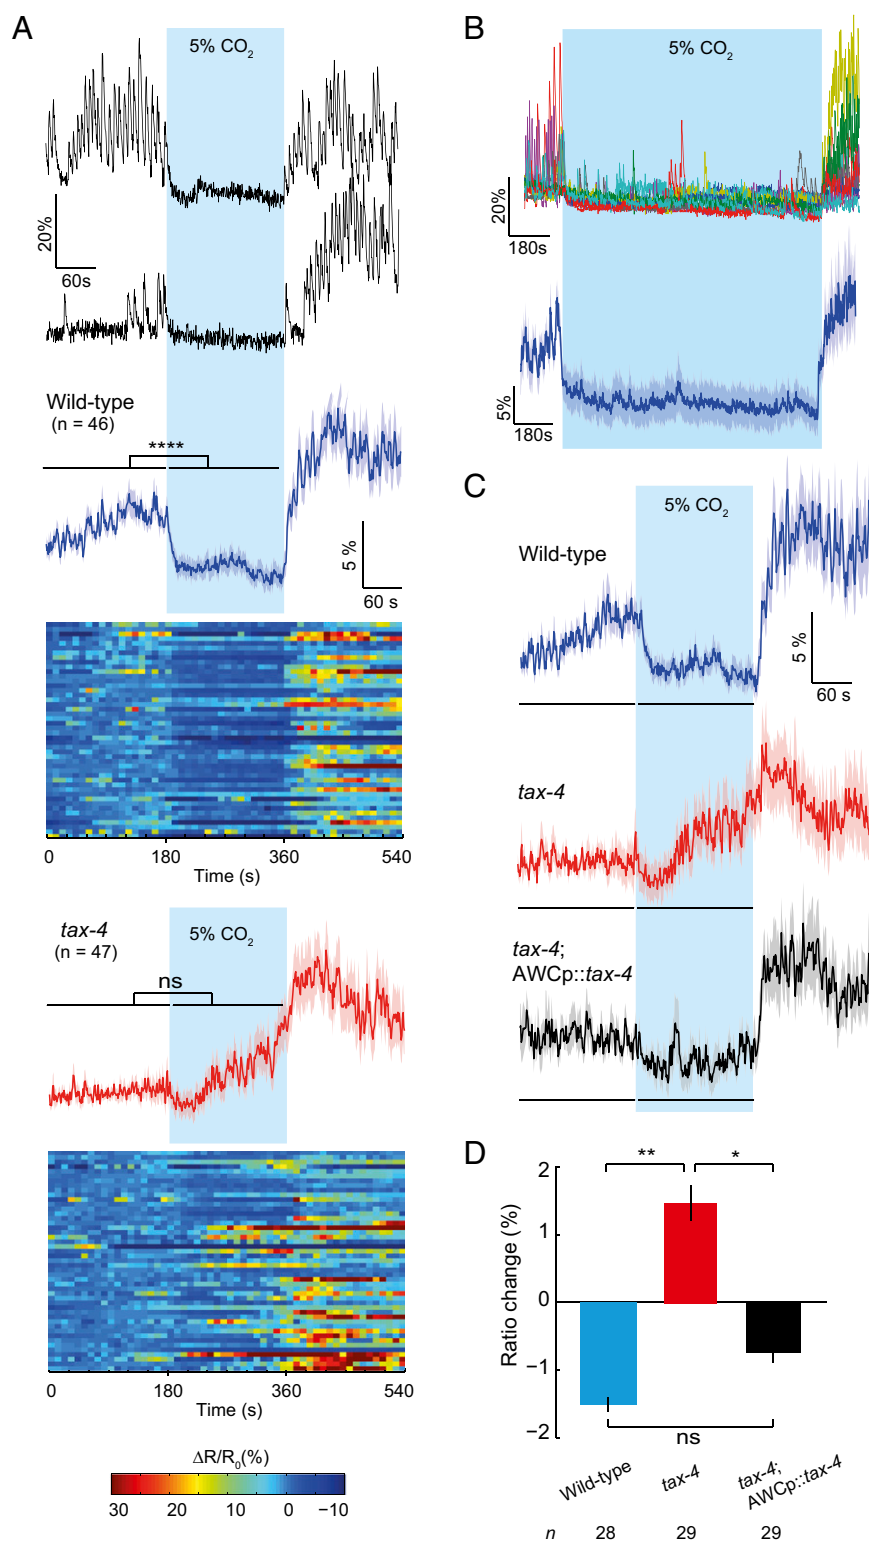 A
5% CO2
20%
60s
Wild-type
(n = 46)
****
5 %
60 s
0 180 360 540
Time (s)
tax-4
(n = 47)
5% CO2
ns
0 180 360 540
Time (s)
ΔR/R0(%)
30 20 10 0 −10
B
5% CO2
20%
180s
5%
180s
C
5% CO2
Wild-type
5 %
60 s
tax-4
tax-4;
AWCp::tax-4
D
Ratio change (%)
2
1
0
−1
−2
**
*
ns
Wild-type
tax-4
tax-4;
AWCp::tax-4
n 28 29 29